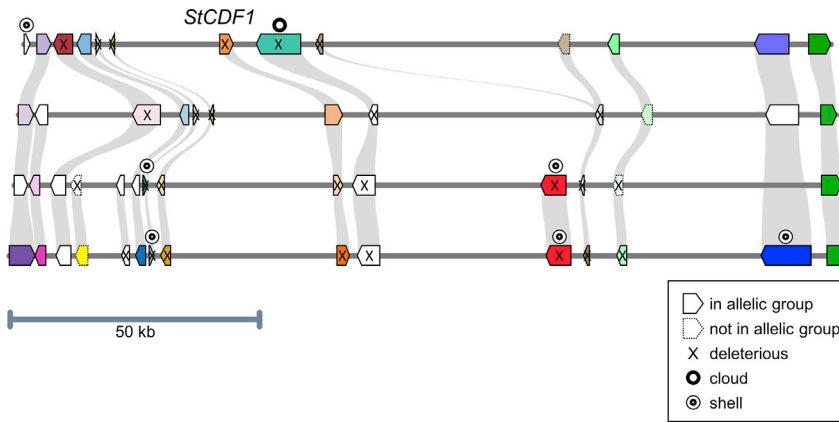 StCDF1
50 kb
in allelic group
not in allelic group
X deleterious
cloud
shell